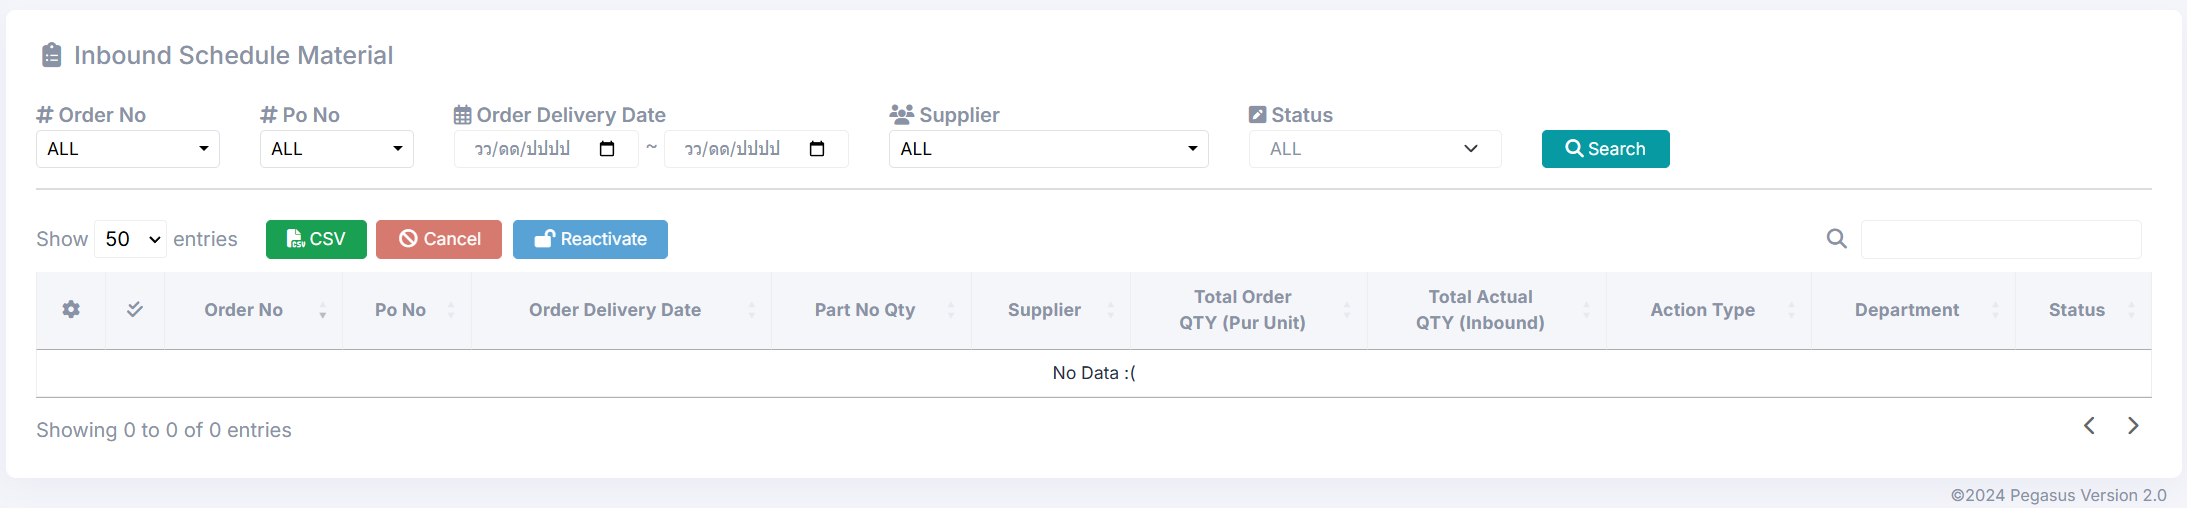 Inbound Schedule Material
Order No Po No Order Delivery Date Supplier Status
ALL ALL วว/ดด/ปปปป ~ วว/ดด/ปปปป ALL ALL Search
Show 50 entries CSV Cancel Reactivate
Order No Po No Order Delivery Date Part No Qty Supplier Total Order QTY (Pur Unit) Total Actual QTY (Inbound) Action Type Department Status
No Data :(
Showing 0 to 0 of 0 entries
©2024 Pegasus Version 2.0